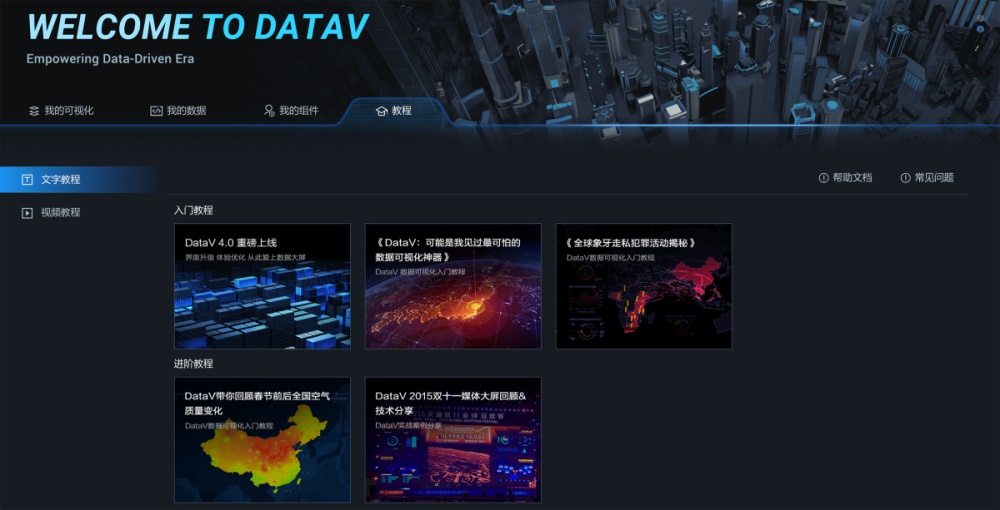 WELCOME TO DATAV
Empowering Data-Driven Era
我的可视化
我的数据
我的组件
教程
文字教程
视频教程
帮助文档
常见问题
入门教程
DataV 4.0 重磅上线
界面升级 体验优化 从此爱上数据大屏
《DataV：可能是我见过最可怕的
数据可视化神器》
DataV 数据可视化入门教程
《全球象牙走私犯罪活动揭秘》
DataV数据可视化入门教程
进阶教程
DataV带你回顾春节前后全国空气
质量变化
DataV数据可视化入门教程
DataV 2015双十一媒体大屏回顾&
技术分享
DataV实战案例分享